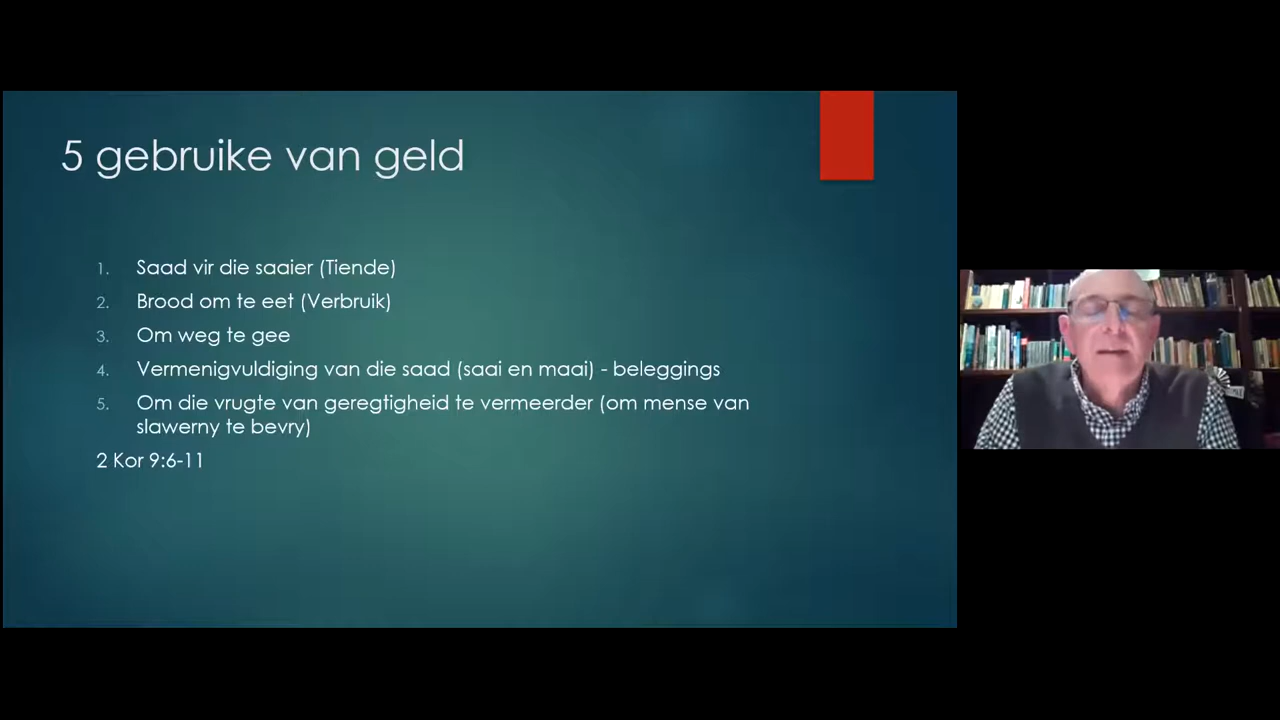 5 gebruike van geld
1. Saad vir die saaier (Tiende)
2. Brood om te eet (Verbruik)
3. Om weg te gee
4. Vermenigvuldiging van die saad (saai en maai) - beleggings
5. Om die vrugte van geregtigheid te vermeerder (om mense van
slawerny te bevry)
2 Kor 9:6-11